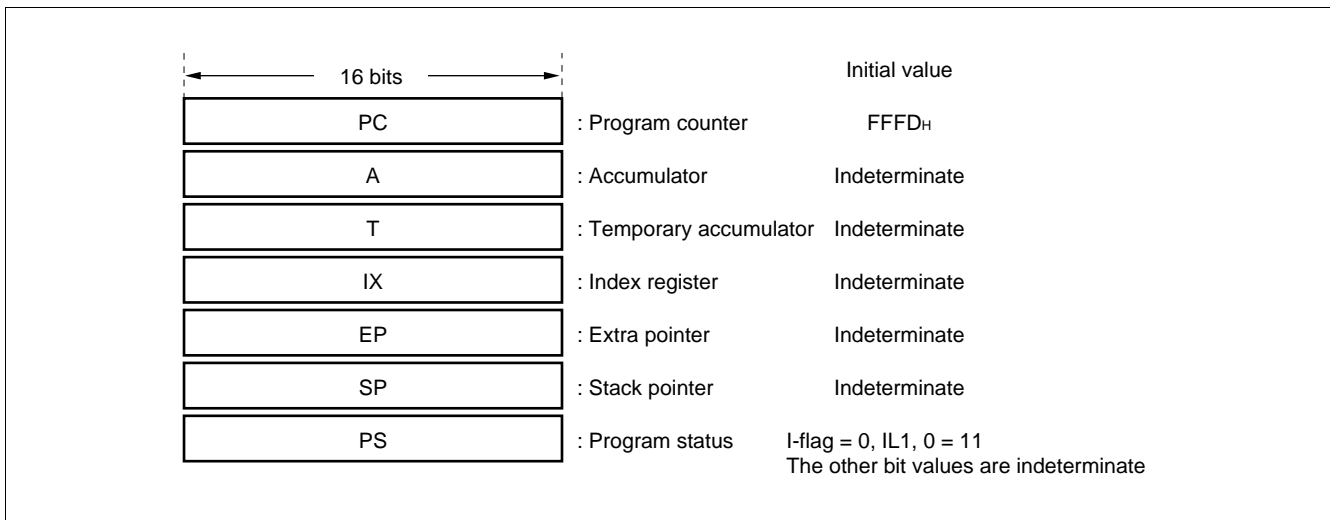 16 bits Initial value
PC : Program counter FFFDH
A : Accumulator Indeterminate
T : Temporary accumulator Indeterminate
IX : Index register Indeterminate
EP : Extra pointer Indeterminate
SP : Stack pointer Indeterminate
PS : Program status I-flag = 0, IL1, 0 = 11
The other bit values are indeterminate